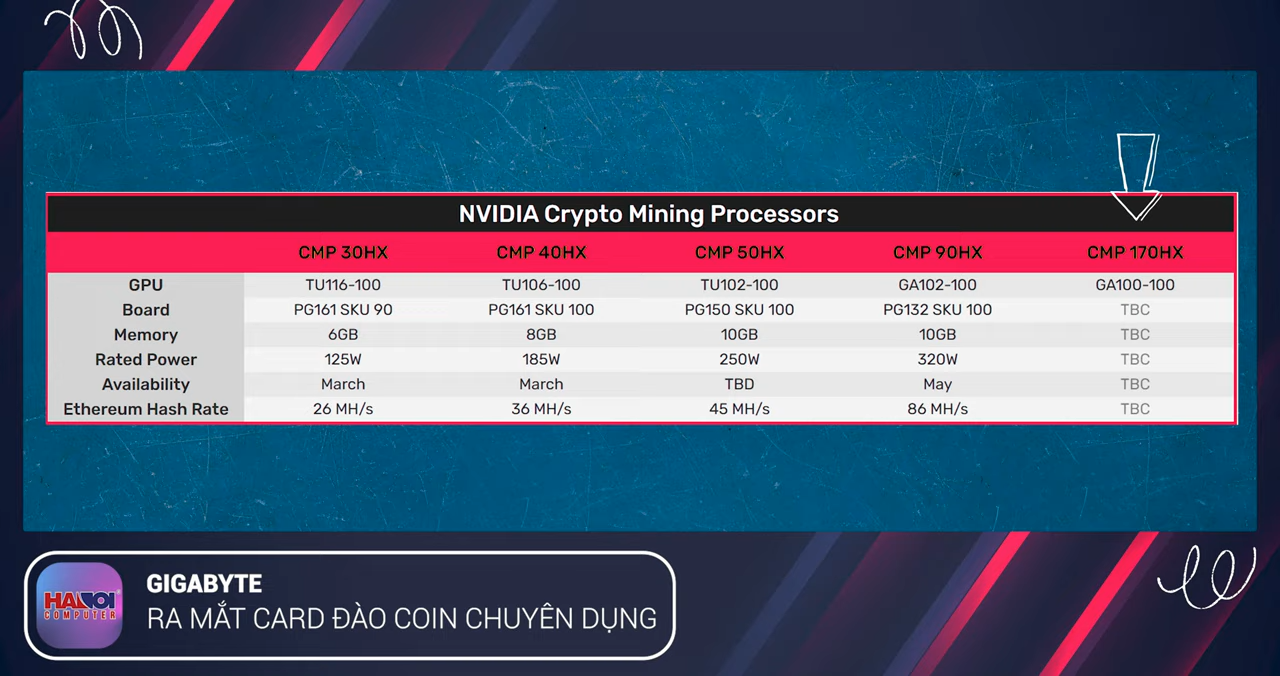 NVIDIA Crypto Mining Processors
CMP 30HX CMP 40HX CMP 50HX CMP 90HX CMP 170HX
GPU TU116-100 TU106-100 TU102-100 GA102-100 GA100-100
Board PG161 SKU 90 PG161 SKU 100 PG150 SKU 100 PG132 SKU 100 TBC
Memory 6GB 8GB 10GB 10GB TBC
Rated Power 125W 185W 250W 320W TBC
Availability March March TBD May TBC
Ethereum Hash Rate 26 MH/s 36 MH/s 45 MH/s 86 MH/s TBC
HANOI
COMPUTER
GIGABYTE
RA MẮT CARD ĐÀO COIN CHUYÊN DỤNG